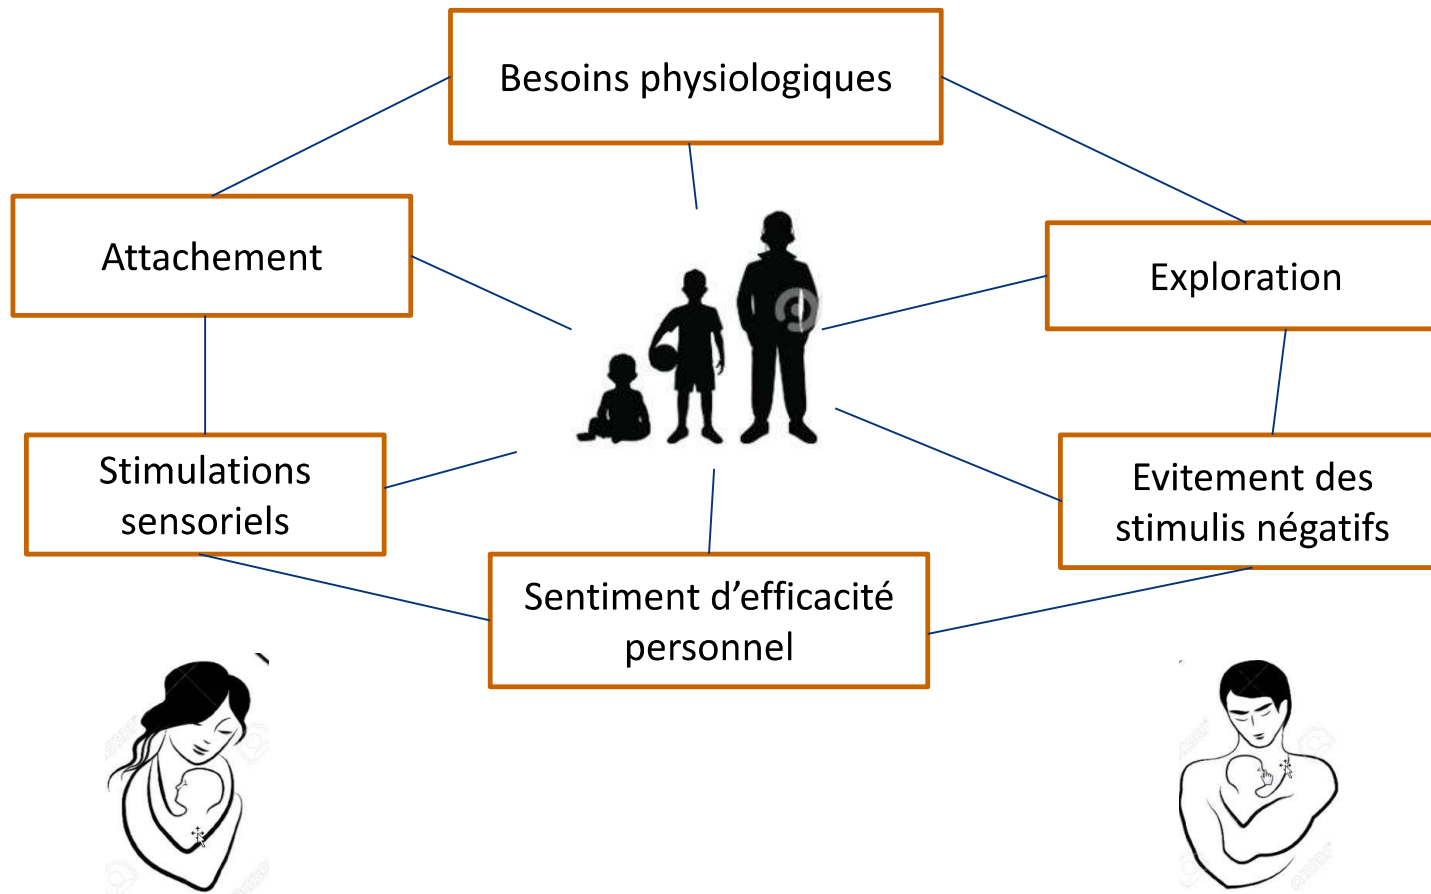 Besoins physiologiques
Attachement
Exploration
Stimulations
sensoriels
Evitement des
stimulis négatifs
Sentiment d’efficacité
personnel